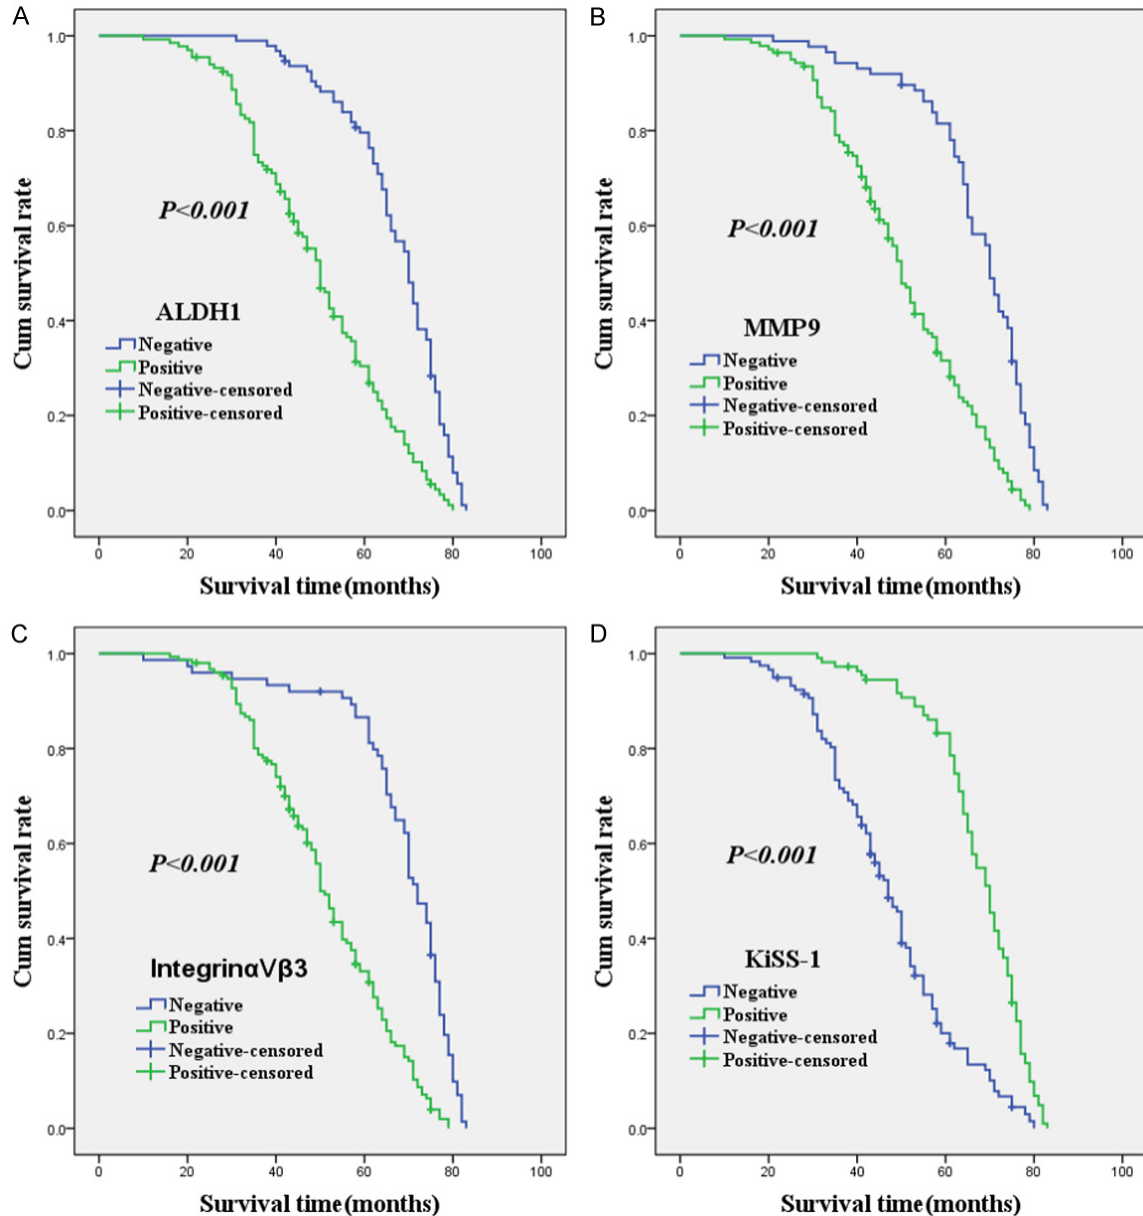 A
Cum survival rate
1.0
0.8
0.6
0.4
0.2
0.0
P<0.001
ALDH1
Negative
Positive
Negative-censored
Positive-censored
0 20 40 60 80 100
Survival time(months)
B
Cum survival rate
1.0
0.8
0.6
0.4
0.2
0.0
P<0.001
MMP9
Negative
Positive
Negative-censored
Positive-censored
0 20 40 60 80 100
Survival time(months)
C
Cum survival rate
1.0
0.8
0.6
0.4
0.2
0.0
P<0.001
IntegrinαVβ3
Negative
Positive
Negative-censored
Positive-censored
0 20 40 60 80 100
Survival time(months)
D
Cum survival rate
1.0
0.8
0.6
0.4
0.2
0.0
P<0.001
KiSS-1
Negative
Positive
Negative-censored
Positive-censored
0 20 40 60 80 100
Survival time(months)